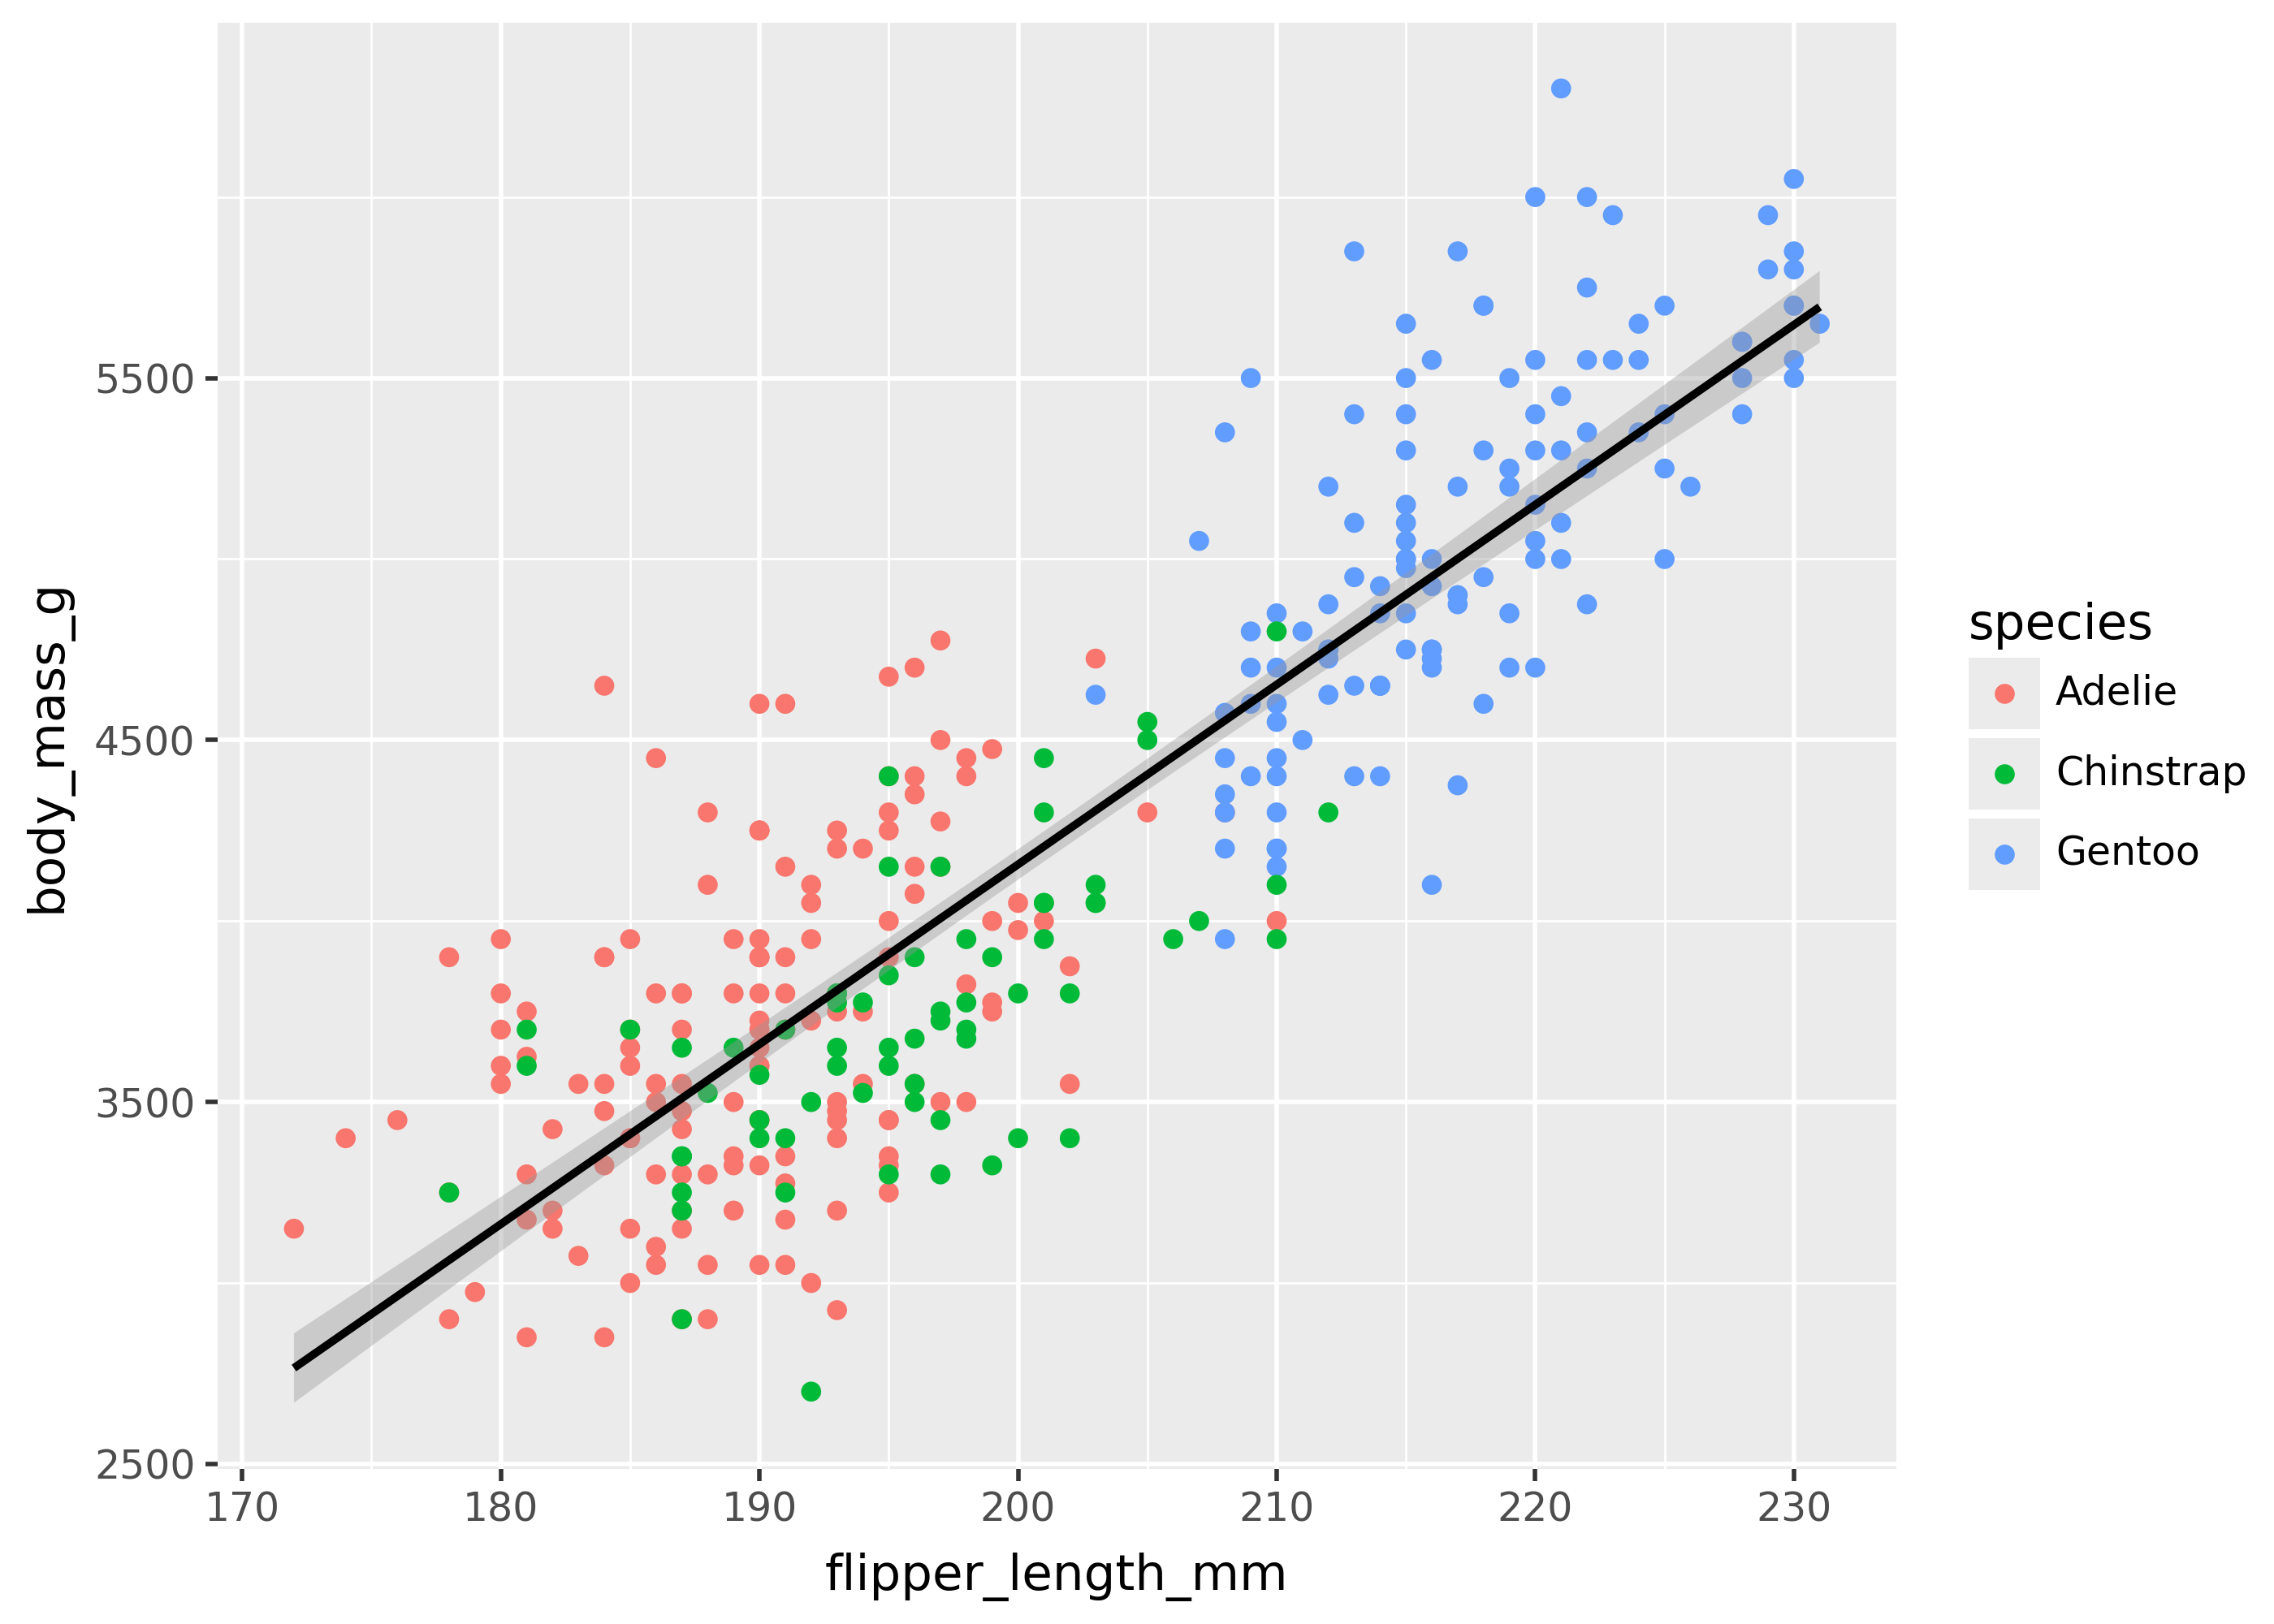 body_mass_g
5500
4500
3500
2500
170 180 190 200 210 220 230
flipper_length_mm
species
Adelie
Chinstrap
Gentoo